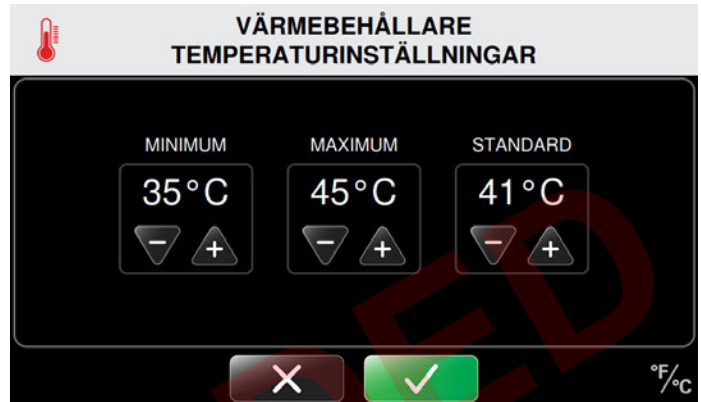 VÄRMEBEHÅLLARE
TEMPERATURINSTÄLLNINGAR
MINIMUM MAXIMUM STANDARD
35°C 45°C 41°C
− + − + − +
°F/°C